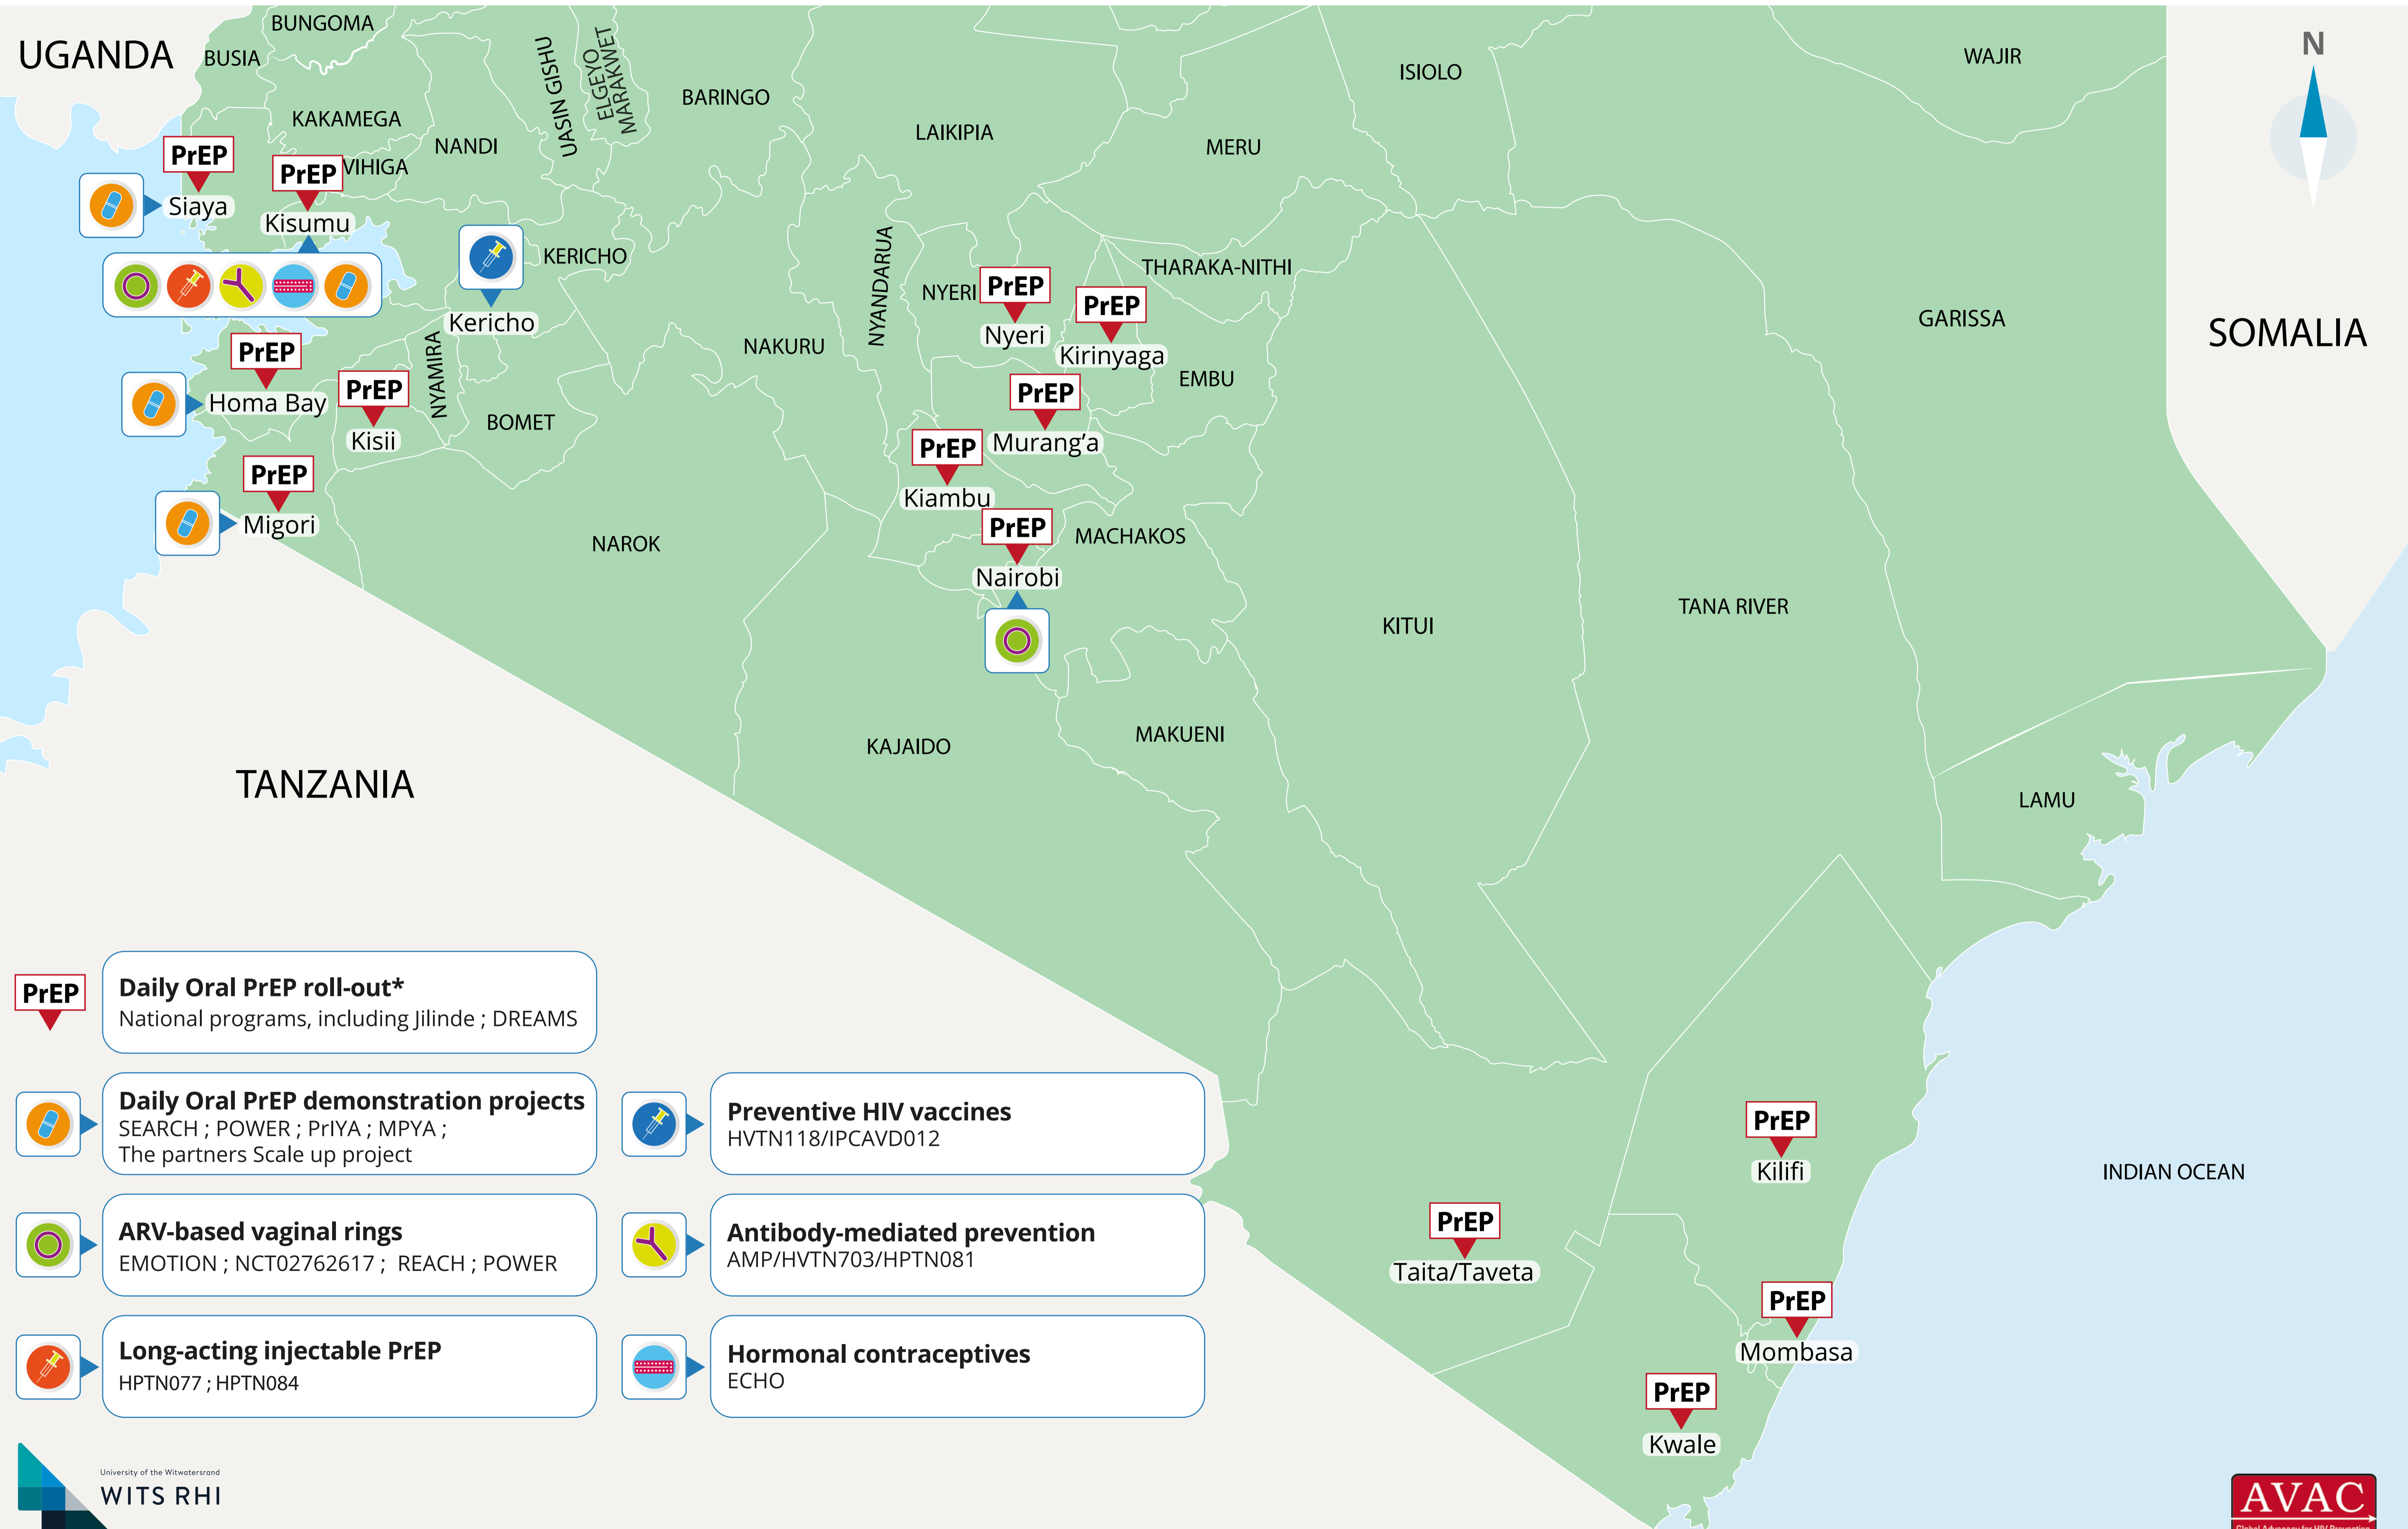 BUNGOMA
UGANDA
BUSIA
UASIN GISHU
ELGEYO
MARAKWET
BARINGO
ISIOLO
WAJIR
N
KAKAMEGA
NANDI
LAIKIPIA
MERU
PrEP
Siaya
PrEP
VIHIGA
Kisumu
KERICHO
Kericho
NYANDARUA
NYERI
PrEP
Nyeri
THARAKA-NITHI
PrEP
Kirinyaga
GARISSA
SOMALIA
PrEP
Homa Bay
PrEP
Kisii
NYAMIRA
BOMET
NAKURU
EMBU
PrEP
Murang’a
PrEP
Kiambu
PrEP
Migori
NAROK
PrEP
Nairobi
MACHAKOS
KITUI
TANA RIVER
KAJAIDO
MAKUENI
TANZANIA
LAMU
PrEP
Kilifi
INDIAN OCEAN
PrEP
Taita/Taveta
PrEP
Mombasa
PrEP
Kwale
PrEP
Daily Oral PrEP roll-out*
National programs, including Jilinde ; DREAMS
Daily Oral PrEP demonstration projects
SEARCH ; POWER ; PrIYA ; MPYA ;
The partners Scale up project
ARV-based vaginal rings
EMOTION ; NCT02762617 ; REACH ; POWER
Long-acting injectable PrEP
HPTN077 ; HPTN084
Preventive HIV vaccines
HVTN118/IPCAVD012
Antibody-mediated prevention
AMP/HVTN703/HPTN081
Hormonal contraceptives
ECHO
University of the Witwatersrand
WITS RHI
AVAC
Global Advocacy for HIV Prevention